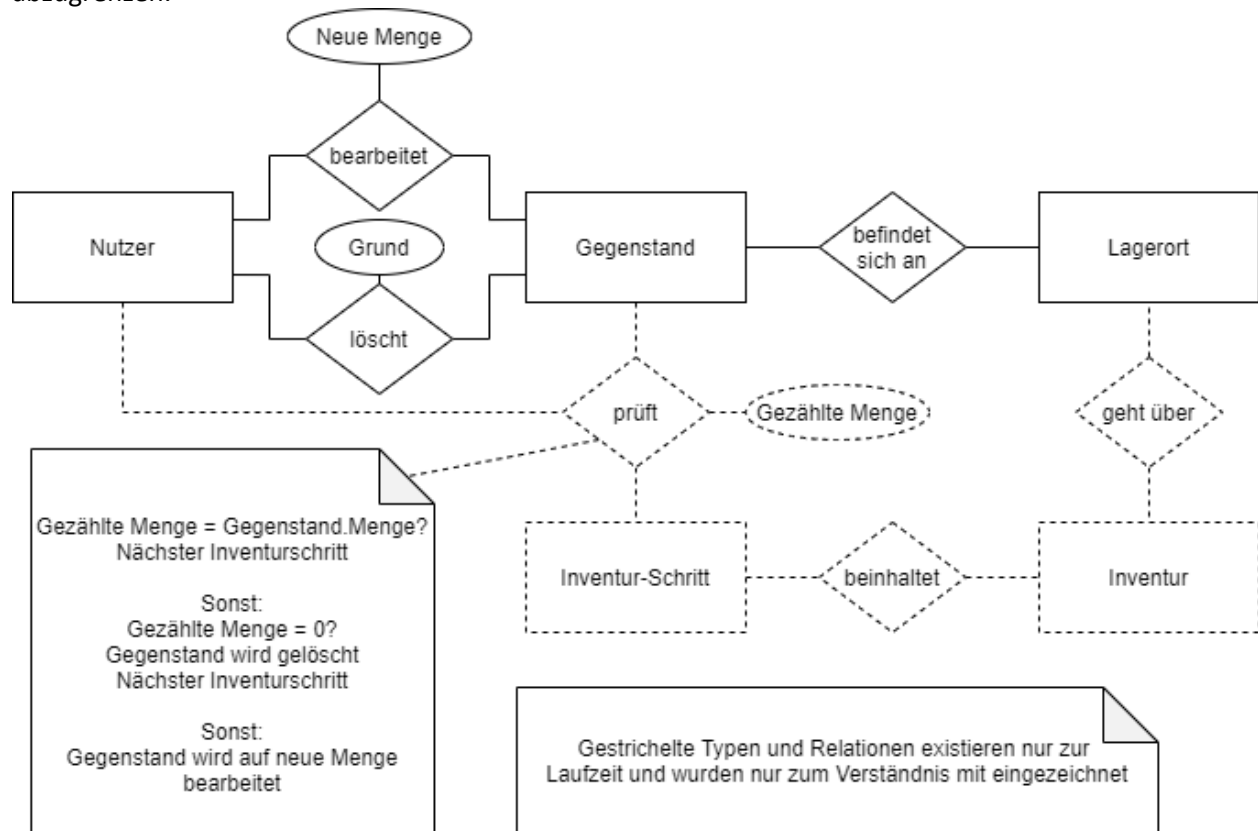 abzugrenzen.
Neue Menge
bearbeitet
Nutzer
Grund
Gegenstand
befindet
sich an
Lagerort
löscht
prüft
Gezählte Menge
geht über
Gezählte Menge = Gegenstand.Menge?
Nächster Inventurschritt
Sonst:
Gezählte Menge = 0?
Gegenstand wird gelöscht
Nächster Inventurschritt
Sonst:
Gegenstand wird auf neue Menge
bearbeitet
Inventur-Schritt
beinhaltet
Inventur
Gestrichelte Typen und Relationen existieren nur zur
Laufzeit und wurden nur zum Verständnis mit eingezeichnet